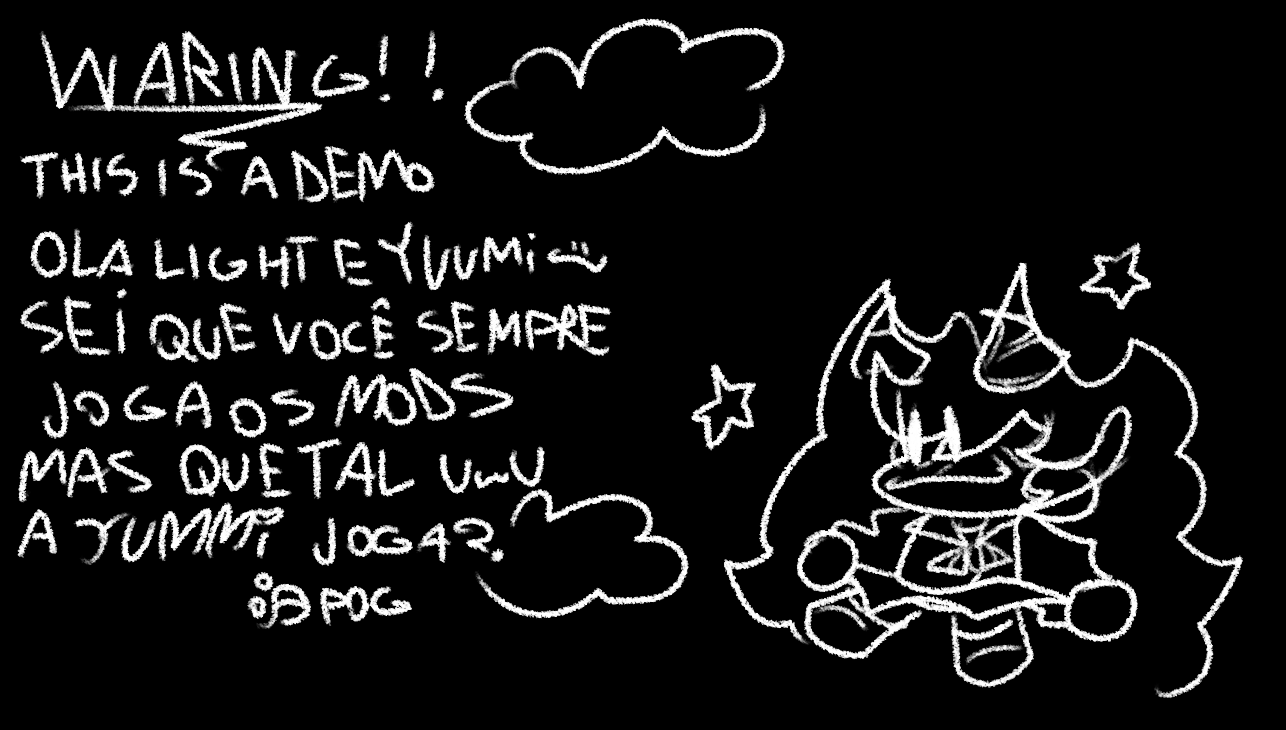 WARING!!
THIS IS A DEMO
OLA LIGHT E YUUMi
SEi QUE VOCÊ SEMPRE
JOGA OS MODS
MAS QUE TAL UwU
A YUMMi JOGAR.
POG